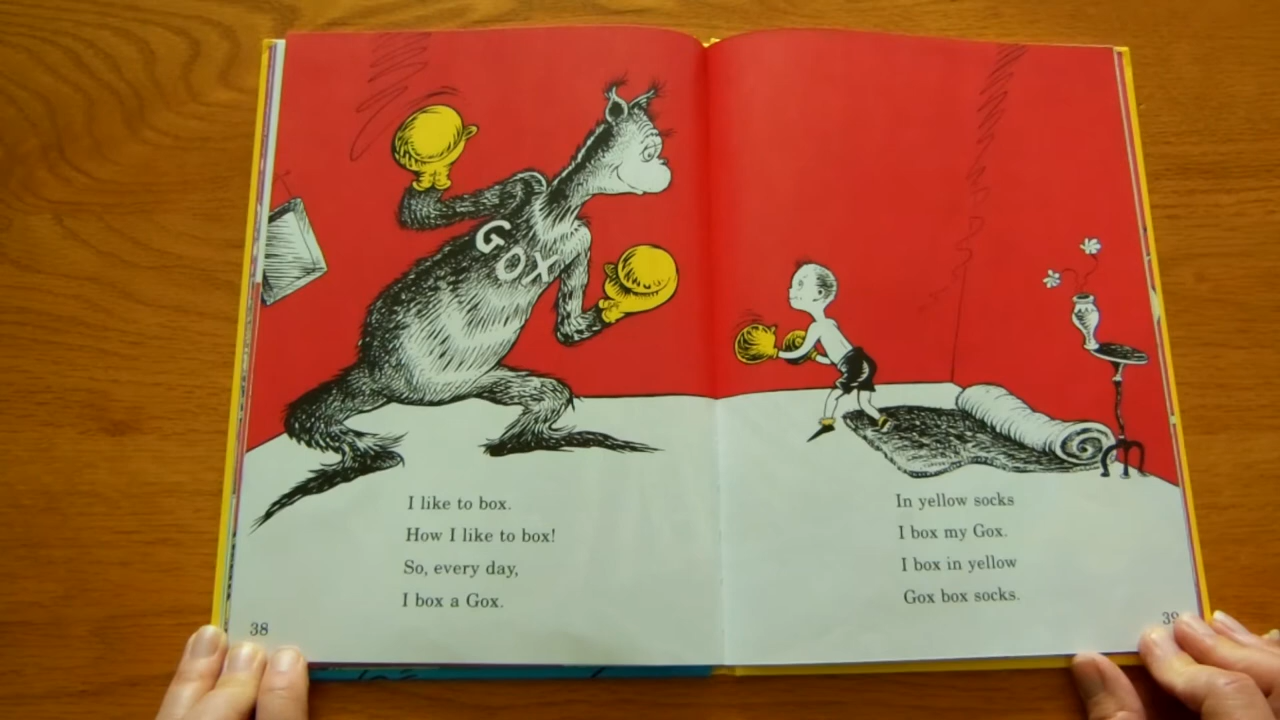 GOX
I like to box.
How I like to box!
So, every day,
I box a Gox.
38
In yellow socks
I box my Gox.
I box in yellow
Gox box socks.
39